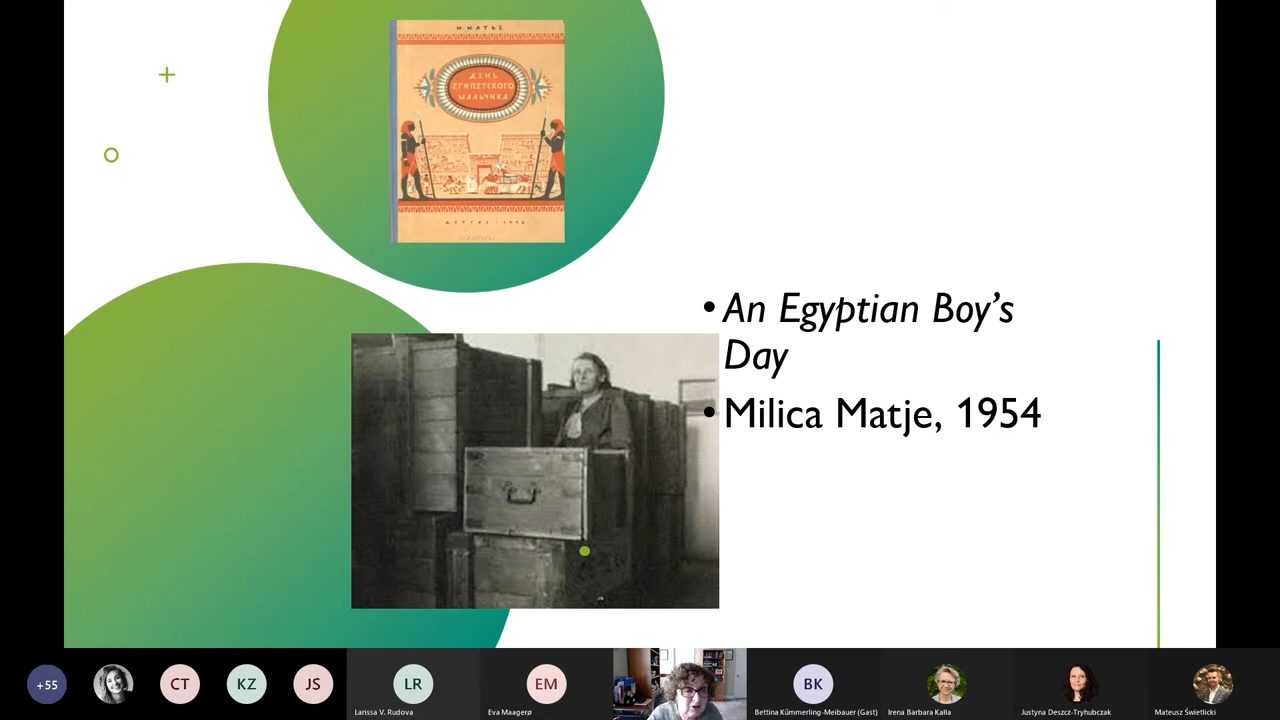 М. МАТЬЕ
ДЕНЬ
ЕГИПЕТСКОГО
МАЛЬЧИКА
ДЕТГИЗ - 1954
• An Egyptian Boy’s
Day
• Milica Matje, 1954
+55
CT
KZ
JS
LR
EM
BK
Larissa V. Rudova
Eva Maagerø
Bettina Kümmerling-Meibauer (Gast)
Irena Barbara Kalla
Justyna Deszcz-Tryhubczak
Mateusz Świetlicki